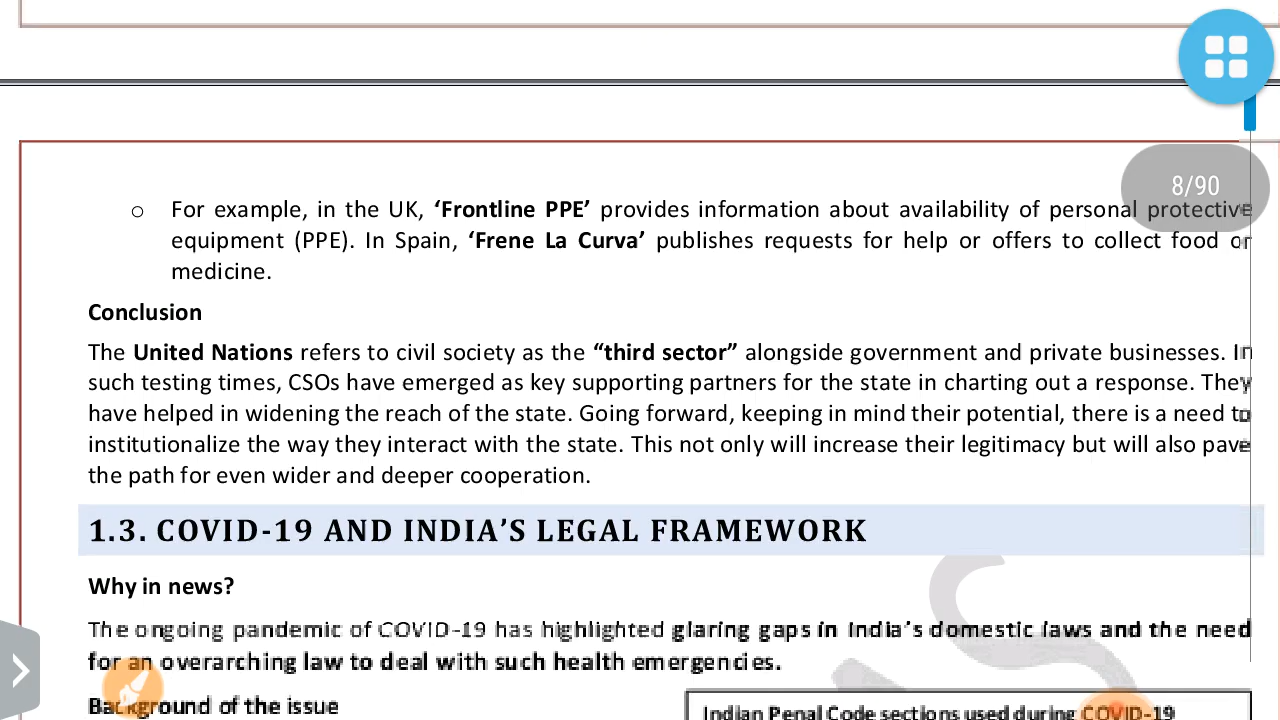 8/90
o For example, in the UK, ‘Frontline PPE’ provides information about availability of personal protective
equipment (PPE). In Spain, ‘Frene La Curva’ publishes requests for help or offers to collect food or
medicine.
Conclusion
The United Nations refers to civil society as the “third sector” alongside government and private businesses. In
such testing times, CSOs have emerged as key supporting partners for the state in charting out a response. They
have helped in widening the reach of the state. Going forward, keeping in mind their potential, there is a need to
institutionalize the way they interact with the state. This not only will increase their legitimacy but will also pave
the path for even wider and deeper cooperation.
1.3. COVID-19 AND INDIA’S LEGAL FRAMEWORK
Why in news?
The ongoing pandemic of COVID-19 has highlighted glaring gaps in India’s domestic laws and the need
for an overarching law to deal with such health emergencies.
Background of the issue
Indian Penal Code sections used during COVID-19